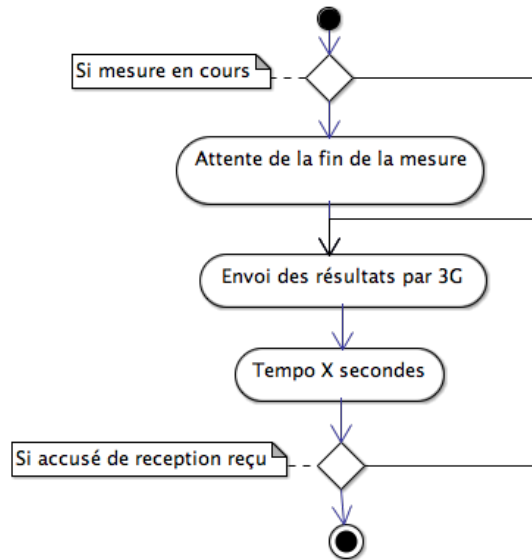 Si mesure en cours
Attente de la fin de la mesure
Envoi des résultats par 3G
Tempo X secondes
Si accusé de reception reçu